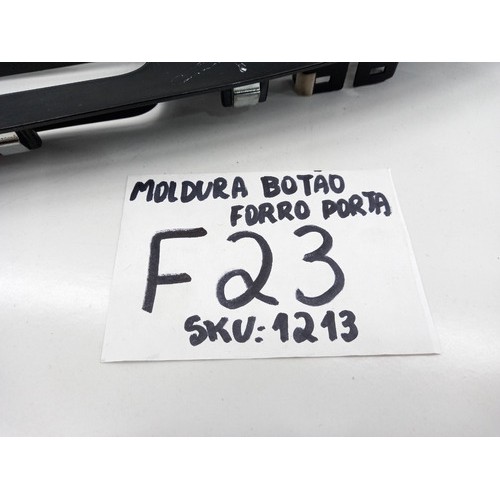 MOLDURA BOTÃO
FORRO PORTA
F23
SKU: 1213